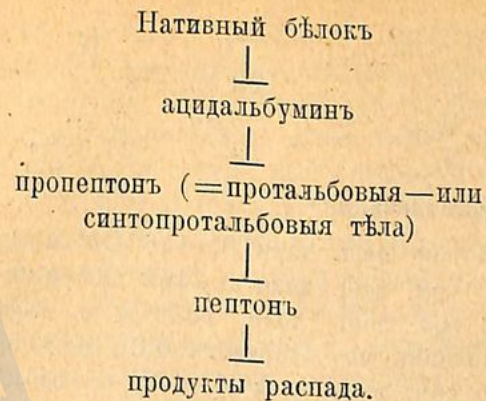 Нативный бѣлокъ
ацидальбуминъ
пропептонъ (=протальбовыя—или
синтопротальбовыя тѣла)
пептонъ
продукты распада.